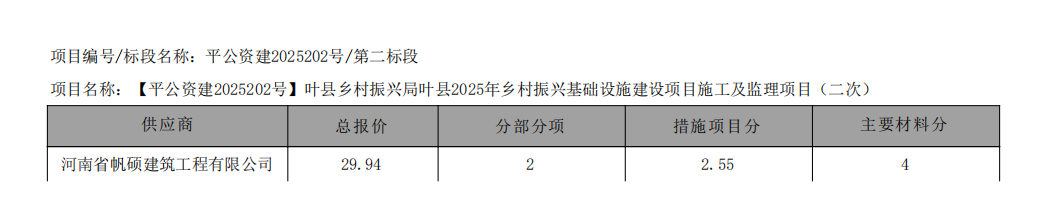 项目编号/标段名称：平公资建2025202号/第二标段
项目名称：【平公资建2025202号】叶县乡村振兴局叶县2025年乡村振兴基础设施建设项目施工及监理项目（二次）
供应商 总报价 分部分项 措施项目分 主要材料分
河南省帆硕建筑工程有限公司 29.94 2 2.55 4